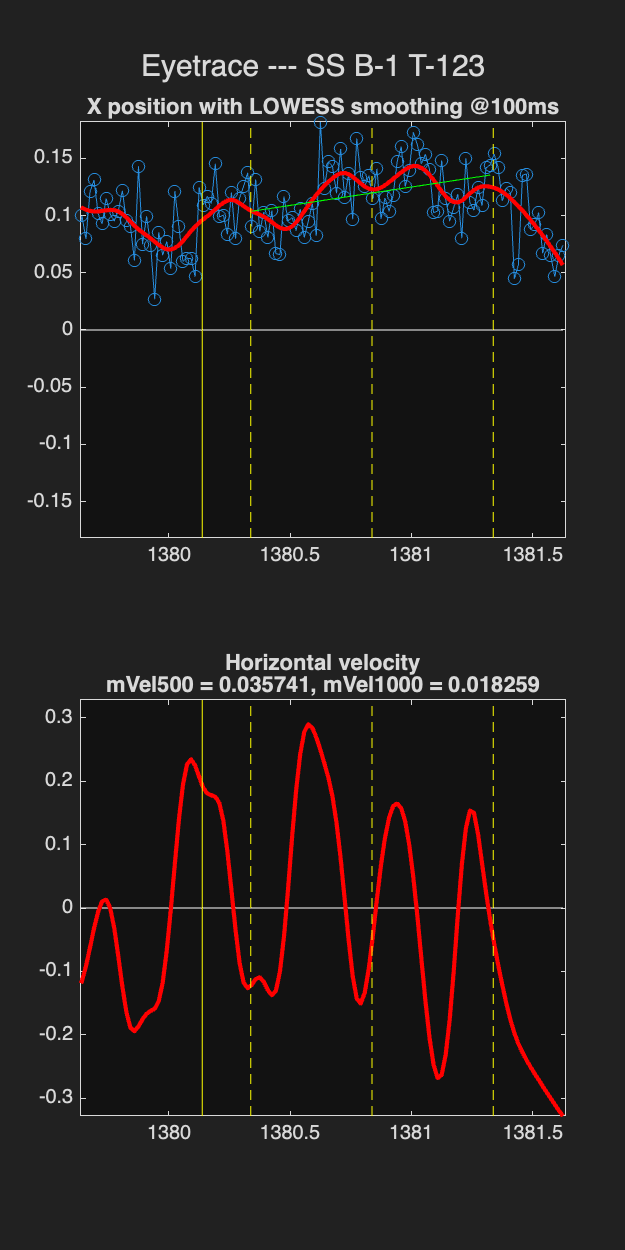 Eyetrace --- SS B-1 T-123
X position with LOWESS smoothing @100ms
0.15
0.1
0.05
0
-0.05
-0.1
-0.15
1380 1380.5 1381 1381.5
Horizontal velocity
mVel500 = 0.035741, mVel1000 = 0.018259
0.3
0.2
0.1
0
-0.1
-0.2
-0.3
1380 1380.5 1381 1381.5